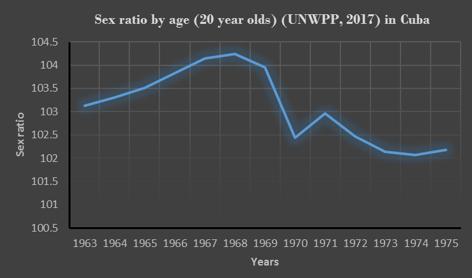 Sex ratio by age (20 year olds) (UNWPP, 2017) in Cuba
104.5
104
103.5
103
102.5
102
101.5
101
100.5
Sex ratio
1963 1964 1965 1966 1967 1968 1969 1970 1971 1972 1973 1974 1975
Years